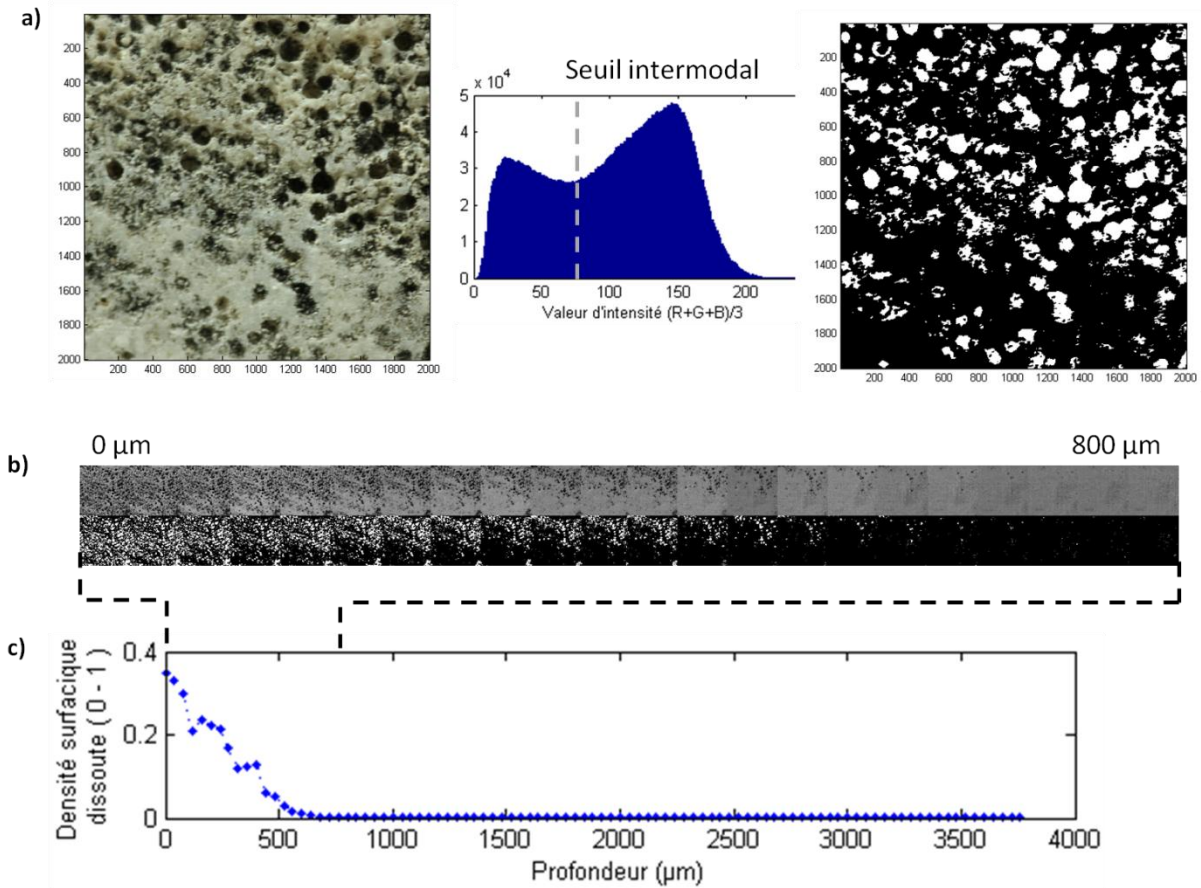 a)
200
400
600
800
1000
1200
1400
1600
1800
2000
200 400 600 800 1000 1200 1400 1600 1800 2000
Seuil intermodal
x 10⁴
5
4
3
2
1
0
0 50 100 150 200
Valeur d'intensité (R+G+B)/3
200
400
600
800
1000
1200
1400
1600
1800
2000
200 400 600 800 1000 1200 1400 1600 1800 2000
b)
0 µm 800 µm
c)
Densité surfacique
dissoute ( 0 - 1 )
0.4
0.2
0
0 500 1000 1500 2000 2500 3000 3500 4000
Profondeur (µm)